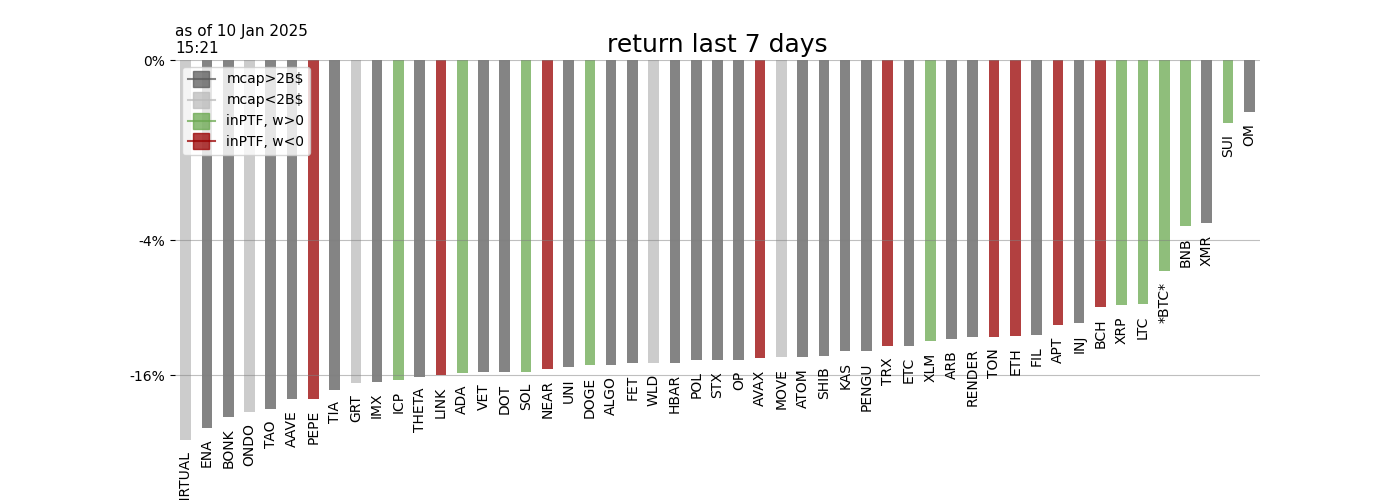 as of 10 Jan 2025
15:21
return last 7 days
0%
-4%
-16%
mcap>2B$
mcap<2B$
inPTF, w>0
inPTF, w<0
IRTUAL
ENA
BONK
ONDO
TAO
AAVE
PEPE
TIA
GRT
IMX
ICP
THETA
LINK
ADA
VET
DOT
SOL
NEAR
UNI
DOGE
ALGO
FET
WLD
HBAR
POL
STX
OP
AVAX
MOVE
ATOM
SHIB
KAS
PENGU
TRX
ETC
XLM
ARB
RENDER
TON
ETH
FIL
APT
INJ
BCH
XRP
LTC
*BTC*
BNB
XMR
SUI
OM